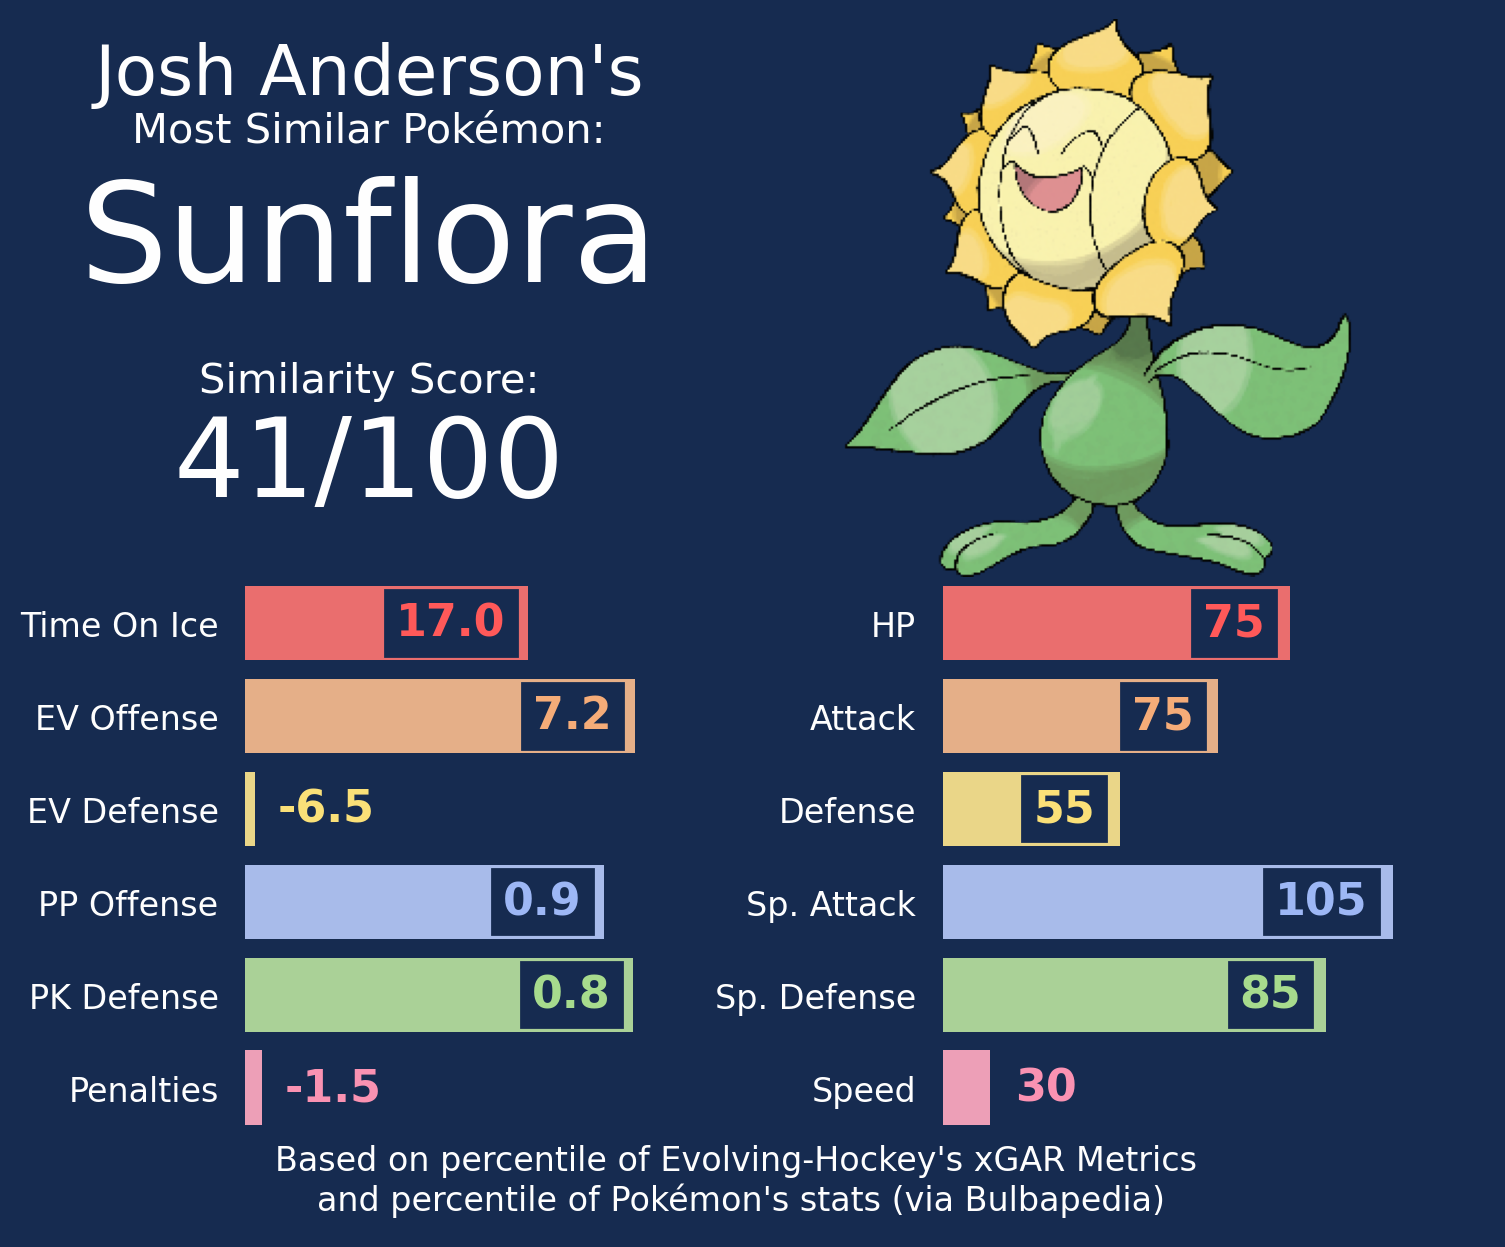 Josh Anderson's
Most Similar Pokémon:
Sunflora
Similarity Score:
41/100
Time On Ice 17.0
EV Offense 7.2
EV Defense -6.5
PP Offense 0.9
PK Defense 0.8
Penalties -1.5
HP 75
Attack 75
Defense 55
Sp. Attack 105
Sp. Defense 85
Speed 30
Based on percentile of Evolving-Hockey's xGAR Metrics
and percentile of Pokémon's stats (via Bulbapedia)